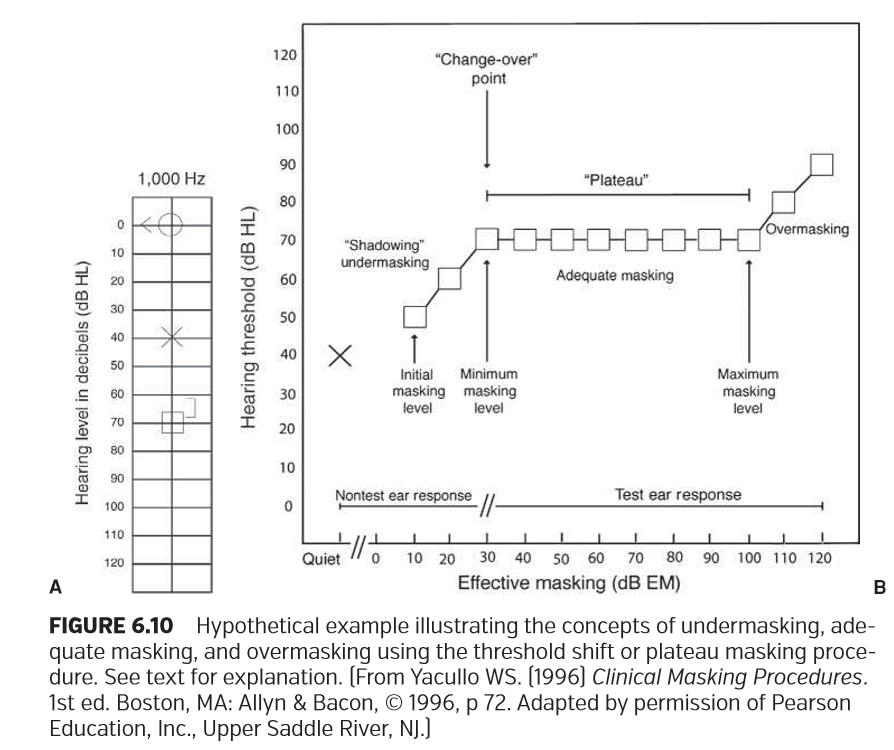 1,000 Hz
Hearing level in decibels (dB HL)
0
10
20
30
40
50
60
70
80
90
100
110
120
A
Hearing threshold (dB HL)
120
110
100
90
80
70
60
50
40
30
20
10
0
“Change-over”
point
“Plateau”
“Shadowing”
undermasking
Overmasking
Adequate masking
Initial
masking
level
Minimum
masking
level
Maximum
masking
level
Nontest ear response
Test ear response
Quiet 0 10 20 30 40 50 60 70 80 90 100 110 120
Effective masking (dB EM)
B
FIGURE 6.10 Hypothetical example illustrating the concepts of undermasking, ade-
quate masking, and overmasking using the threshold shift or plateau masking proce-
dure. See text for explanation. (From Yacullo WS. (1996) Clinical Masking Procedures.
1st ed. Boston, MA: Allyn & Bacon, © 1996, p 72. Adapted by permission of Pearson
Education, Inc., Upper Saddle River, NJ.)